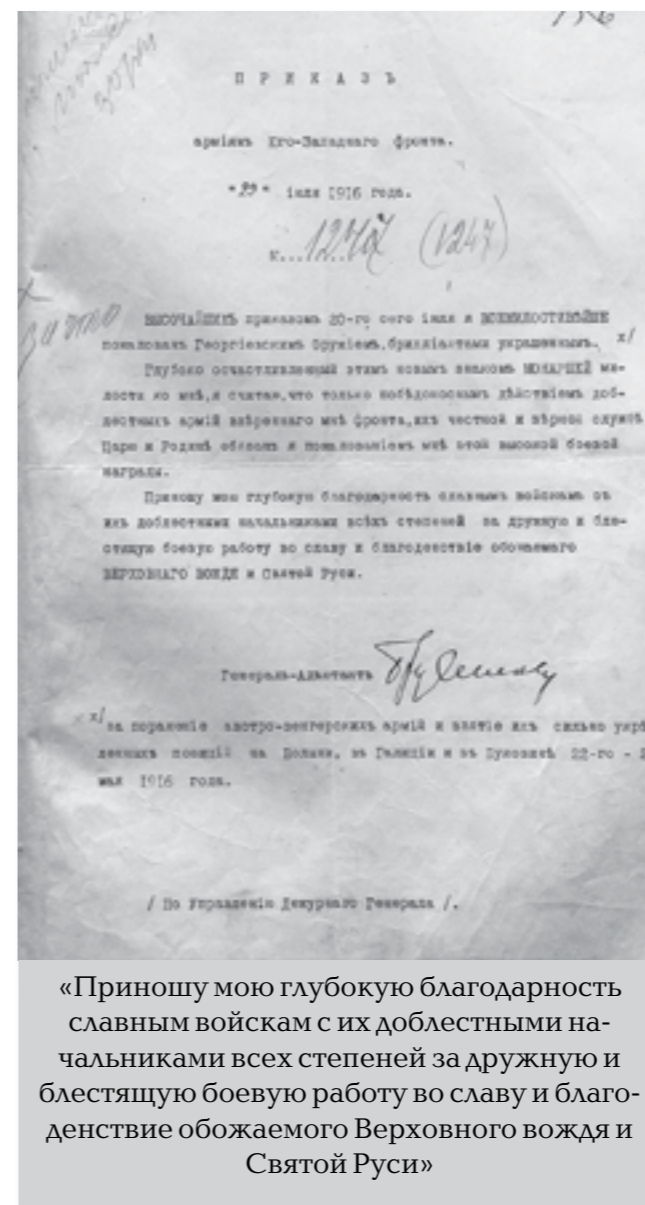 П Р И К А З Ъ
арміямъ Юго-Западнаго фронта.
іюля 1916 года.
1247 (1247)
ВЫСОЧАЙШИМЪ приказомъ 20-го сего іюля я ВСЕМИЛОСТИВѢЙШЕ
пожалованъ Георгіевскимъ Оружіемъ, брилліантами украшеннымъ. х/
Глубоко осчастливленный этимъ новымъ знакомъ МОНАРШЕЙ ми-
лости ко мнѣ, я считаю, что только побѣдоноснымъ дѣйствіемъ доб-
лестныхъ армій ввѣреннаго мнѣ фронта, ихъ честной и вѣрной службѣ
Царю и Родинѣ обязанъ я пожалованіемъ мнѣ этой высокой боевой
награды.
Приношу мою глубокую благодарность славнымъ войскамъ съ
ихъ доблестными начальниками всѣхъ степеней за дружную и бле-
стящую боевую работу во славу и благоденствіе обожаемаго
ВЕРХОВНАГО ВОЖДЯ и Святой Руси.
Генералъ-Адъютантъ Брусиловъ
х/ за пораженіе австро-венгерскихъ армій и взятіе ихъ сильно укрѣ
пленныхъ позицій на Волыни, въ Галиціи и въ Буковинѣ 22-го - 2
мая 1916 года.
/ По Управленію Дежурнаго Генерала /.
«Приношу мою глубокую благодарность
славным войскам с их доблестными на-
чальниками всех степеней за дружную и
блестящую боевую работу во славу и благо-
денствие обожаемого Верховного вождя и
Святой Руси»